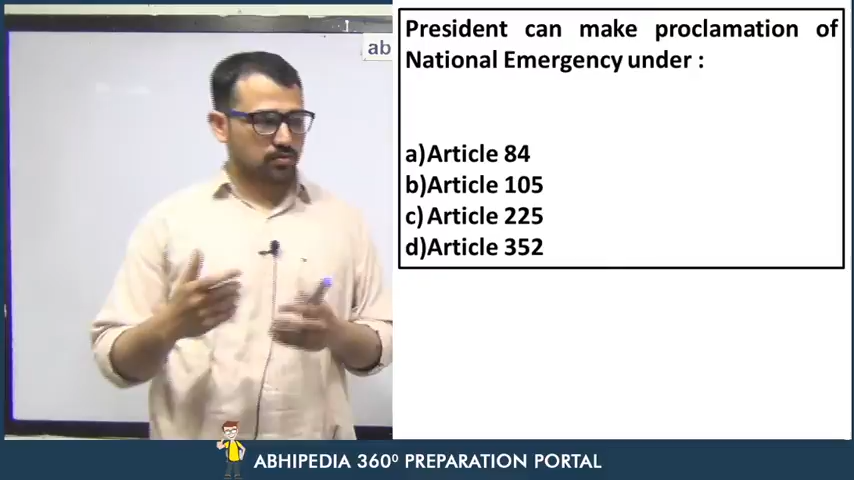 ab
President can make proclamation of
National Emergency under :
a)Article 84
b)Article 105
c) Article 225
d)Article 352
ABHIPEDIA 360⁰ PREPARATION PORTAL